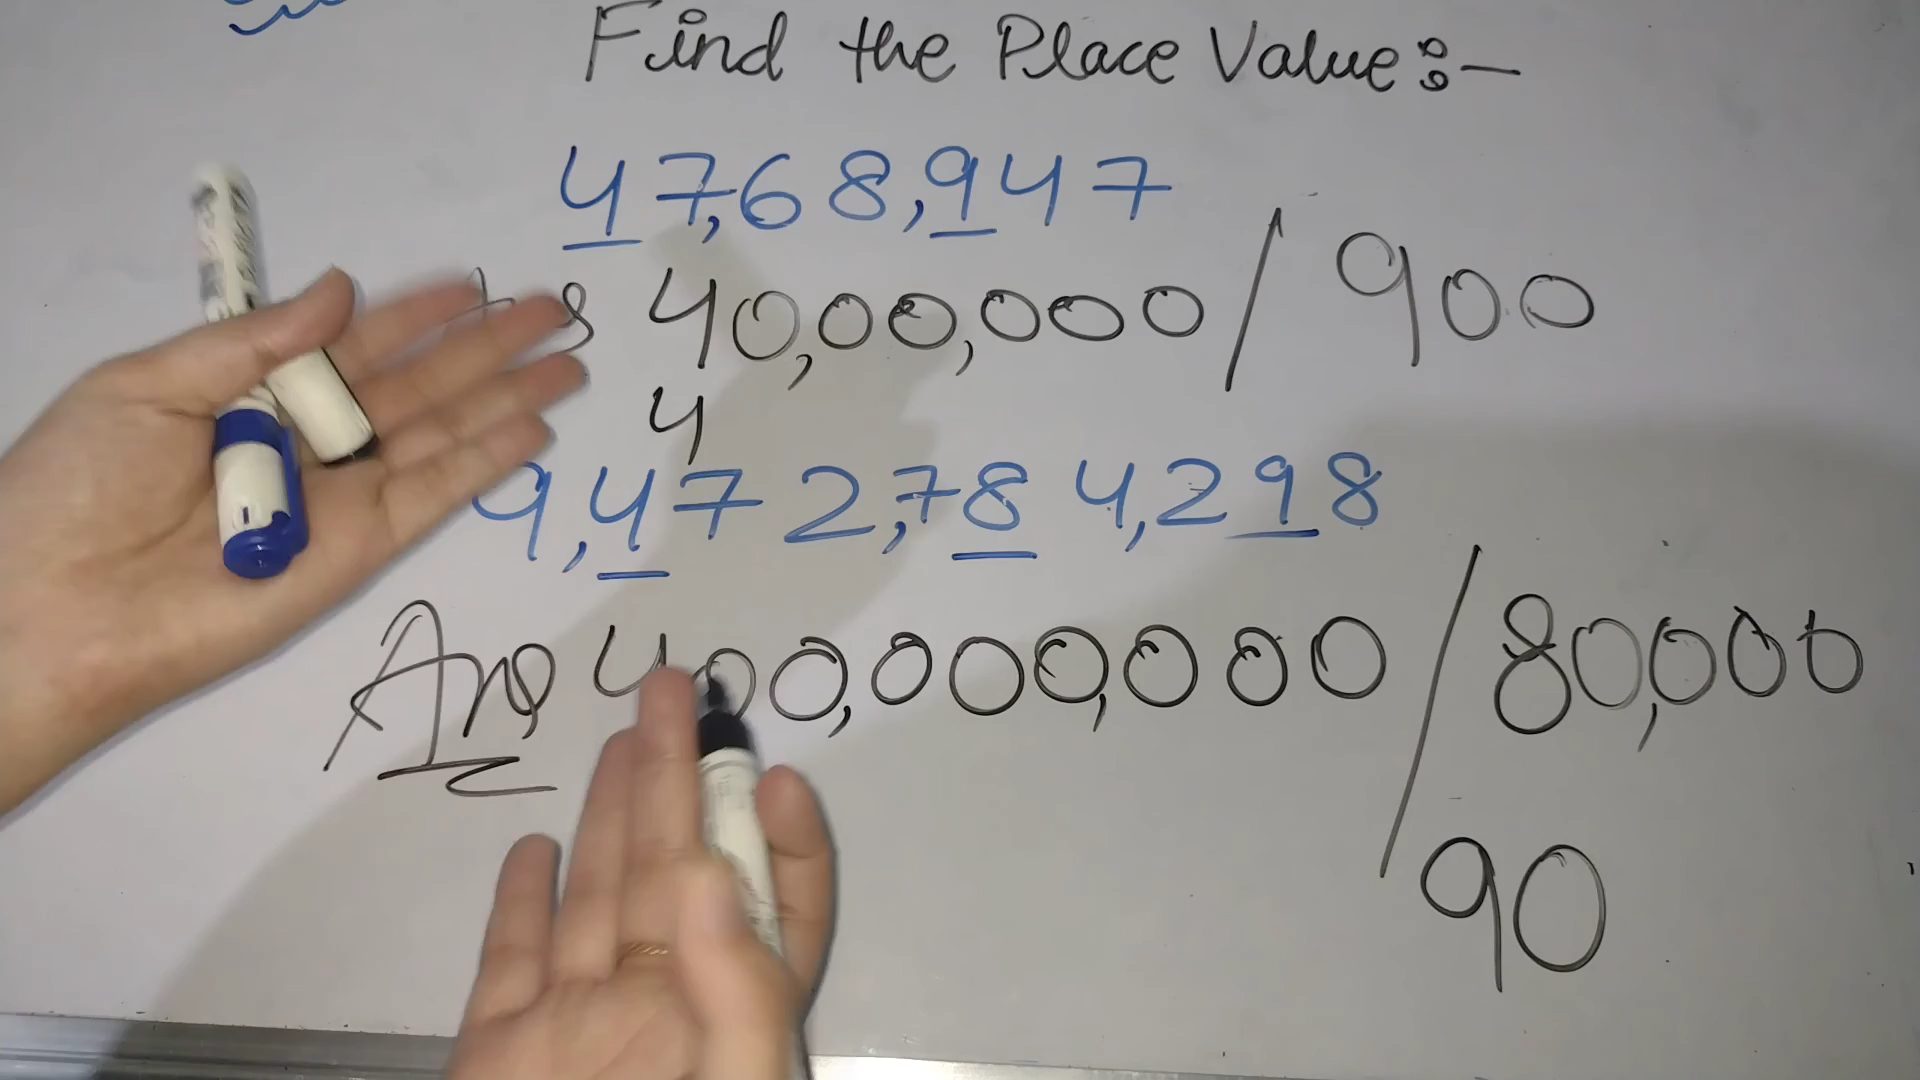 Find the Place Value:-
47,68,947
40,00,000 / 900
4
9,472,784,298
Ans 400,000,000 / 80,000
90